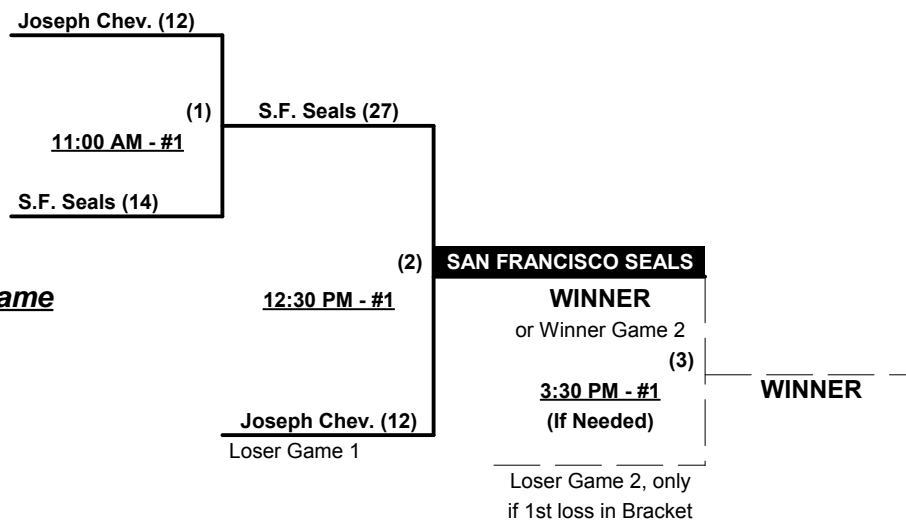 Joseph Chev. (12)
(1)
S.F. Seals (27)
11:00 AM - #1
S.F. Seals (14)
(2)
SAN FRANCISCO SEALS
ame
12:30 PM - #1
WINNER
or Winner Game 2
(3)
3:30 PM - #1
WINNER
Joseph Chev. (12)
(If Needed)
Loser Game 1
Loser Game 2, only
if 1st loss in Bracket